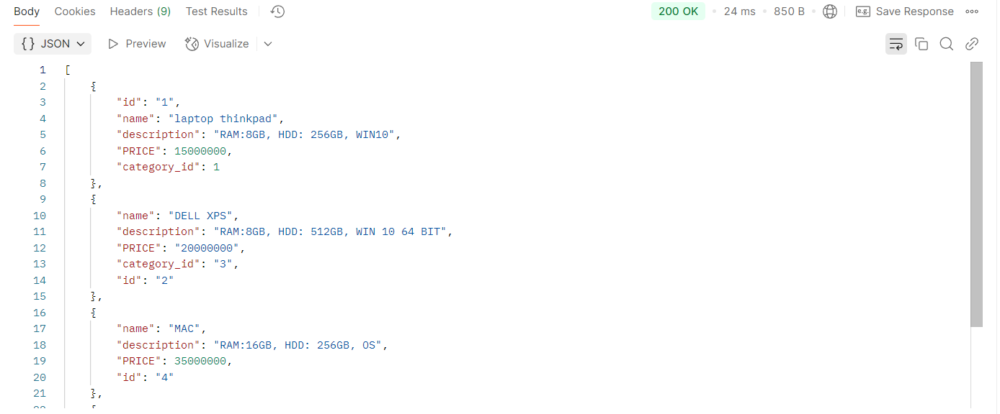 Body Cookies Headers (9) Test Results 200 OK 24 ms 850 B e.g. Save Response
{} JSON Preview Visualize
1 [
2 {
3 "id": "1",
4 "name": "laptop thinkpad",
5 "description": "RAM:8GB, HDD: 256GB, WIN10",
6 "PRICE": 15000000,
7 "category_id": 1
8 },
9 {
10 "name": "DELL XPS",
11 "description": "RAM:8GB, HDD: 512GB, WIN 10 64 BIT",
12 "PRICE": "20000000",
13 "category_id": "3",
14 "id": "2"
15 },
16 {
17 "name": "MAC",
18 "description": "RAM:16GB, HDD: 256GB, OS",
19 "PRICE": 35000000,
20 "id": "4"
21 },